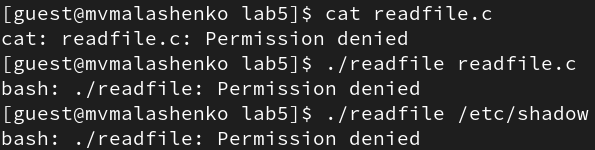 [guest@mvmalashenko lab5]$ cat readfile.c
cat: readfile.c: Permission denied
[guest@mvmalashenko lab5]$ ./readfile readfile.c
bash: ./readfile: Permission denied
[guest@mvmalashenko lab5]$ ./readfile /etc/shadow
bash: ./readfile: Permission denied